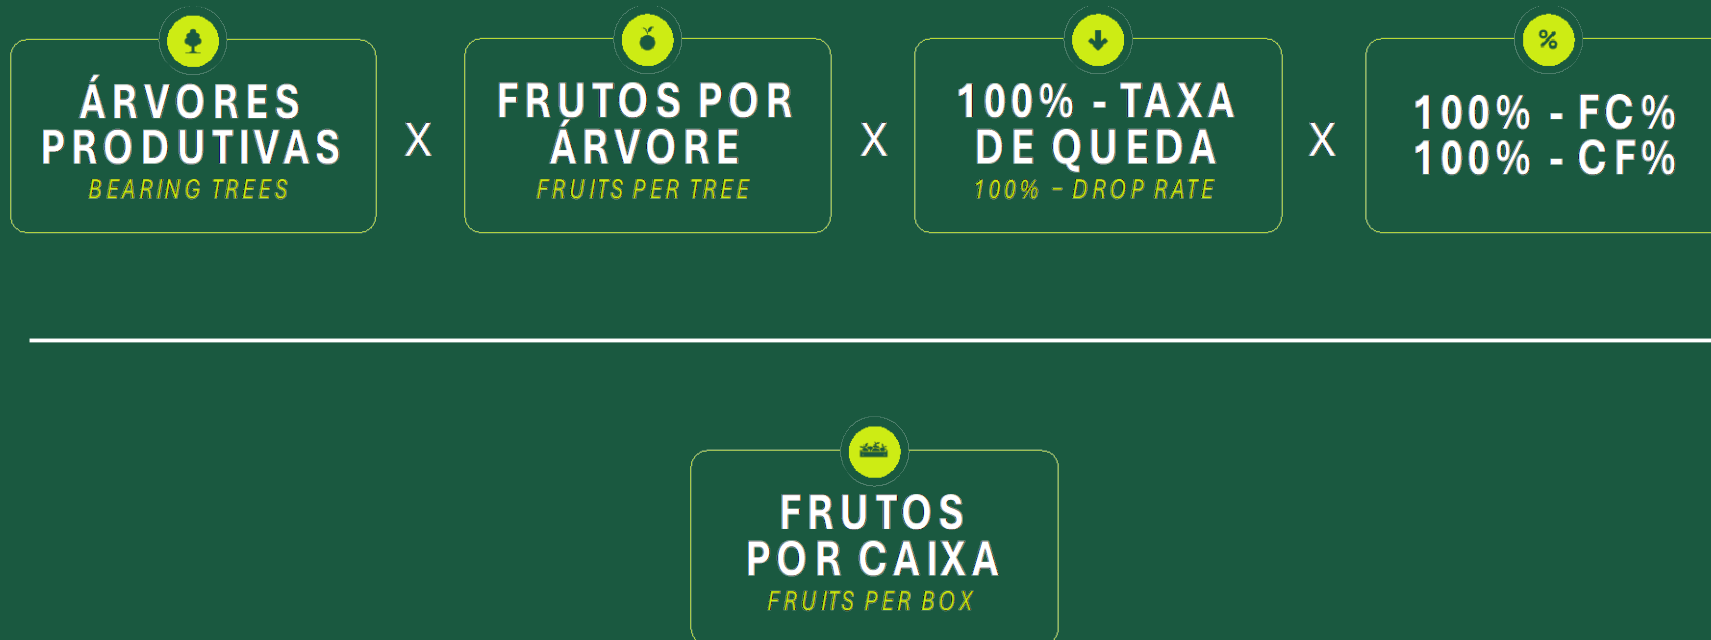 ÁRVORES
PRODUTIVAS
BEARING TREES
X
FRUTOS POR
ÁRVORE
FRUITS PER TREE
X
100% - TAXA
DE QUEDA
100% – DROP RATE
X
%
100% - FC%
100% - CF%
FRUTOS
POR CAIXA
FRUITS PER BOX